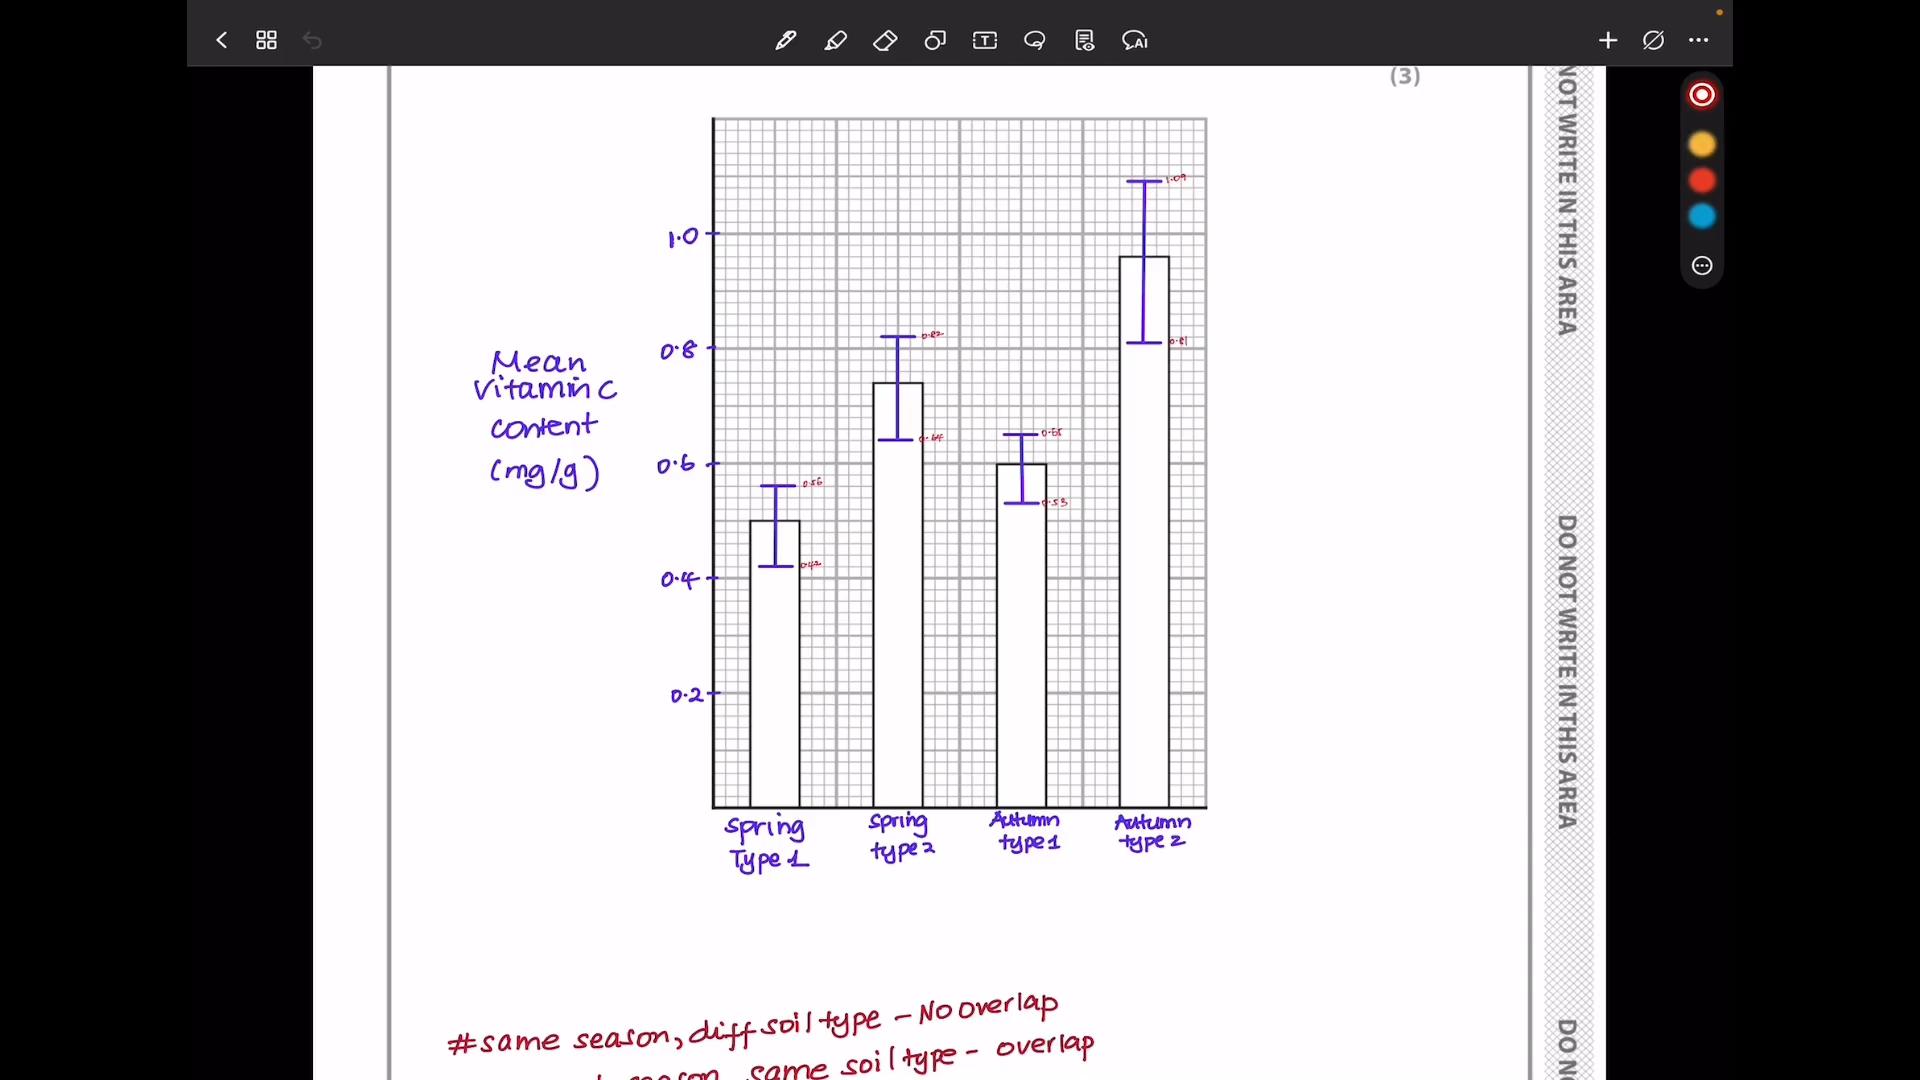 T
AI
(3)
NOT WRITE IN THIS AREA
1.09
1.0
0.82
0.81
0.8
Mean
Vitamin C
content
(mg/g)
0.64
0.65
0.6
0.56
0.53
0.42
0.4
0.2
Spring
Type 1
Spring
type 2
Autumn
type 1
Autumn
type 2
DO NOT WRITE IN THIS AREA
DO NO
#same season, diff soil type - No overlap
season, same soil type - overlap